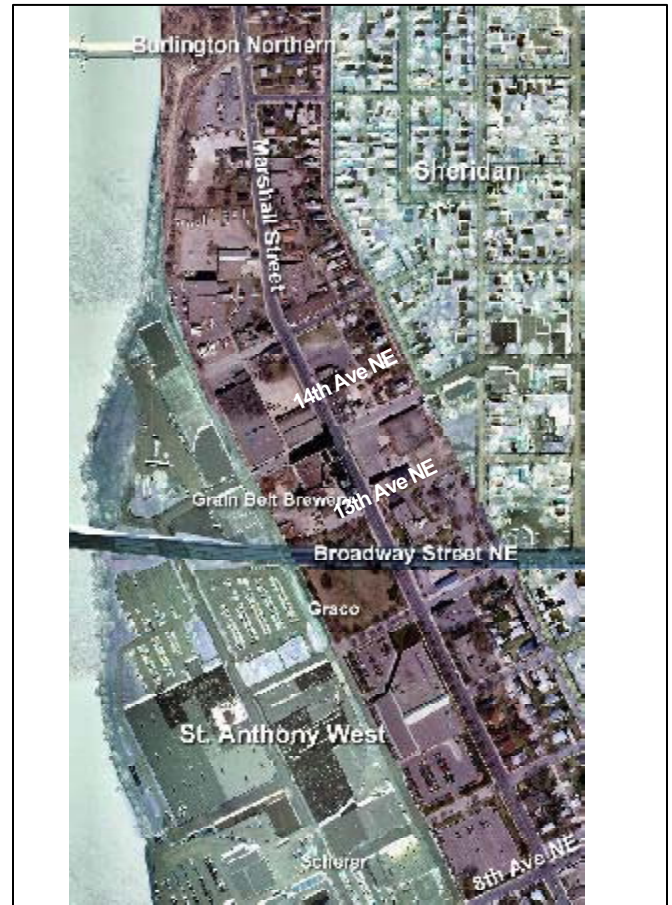 Burlington Northern
Marshall Street
Sheridan
14th Ave NE
Grain Belt Brewery
13th Ave NE
Broadway Street NE
Graco
St. Anthony West
Scherer
8th Ave NE